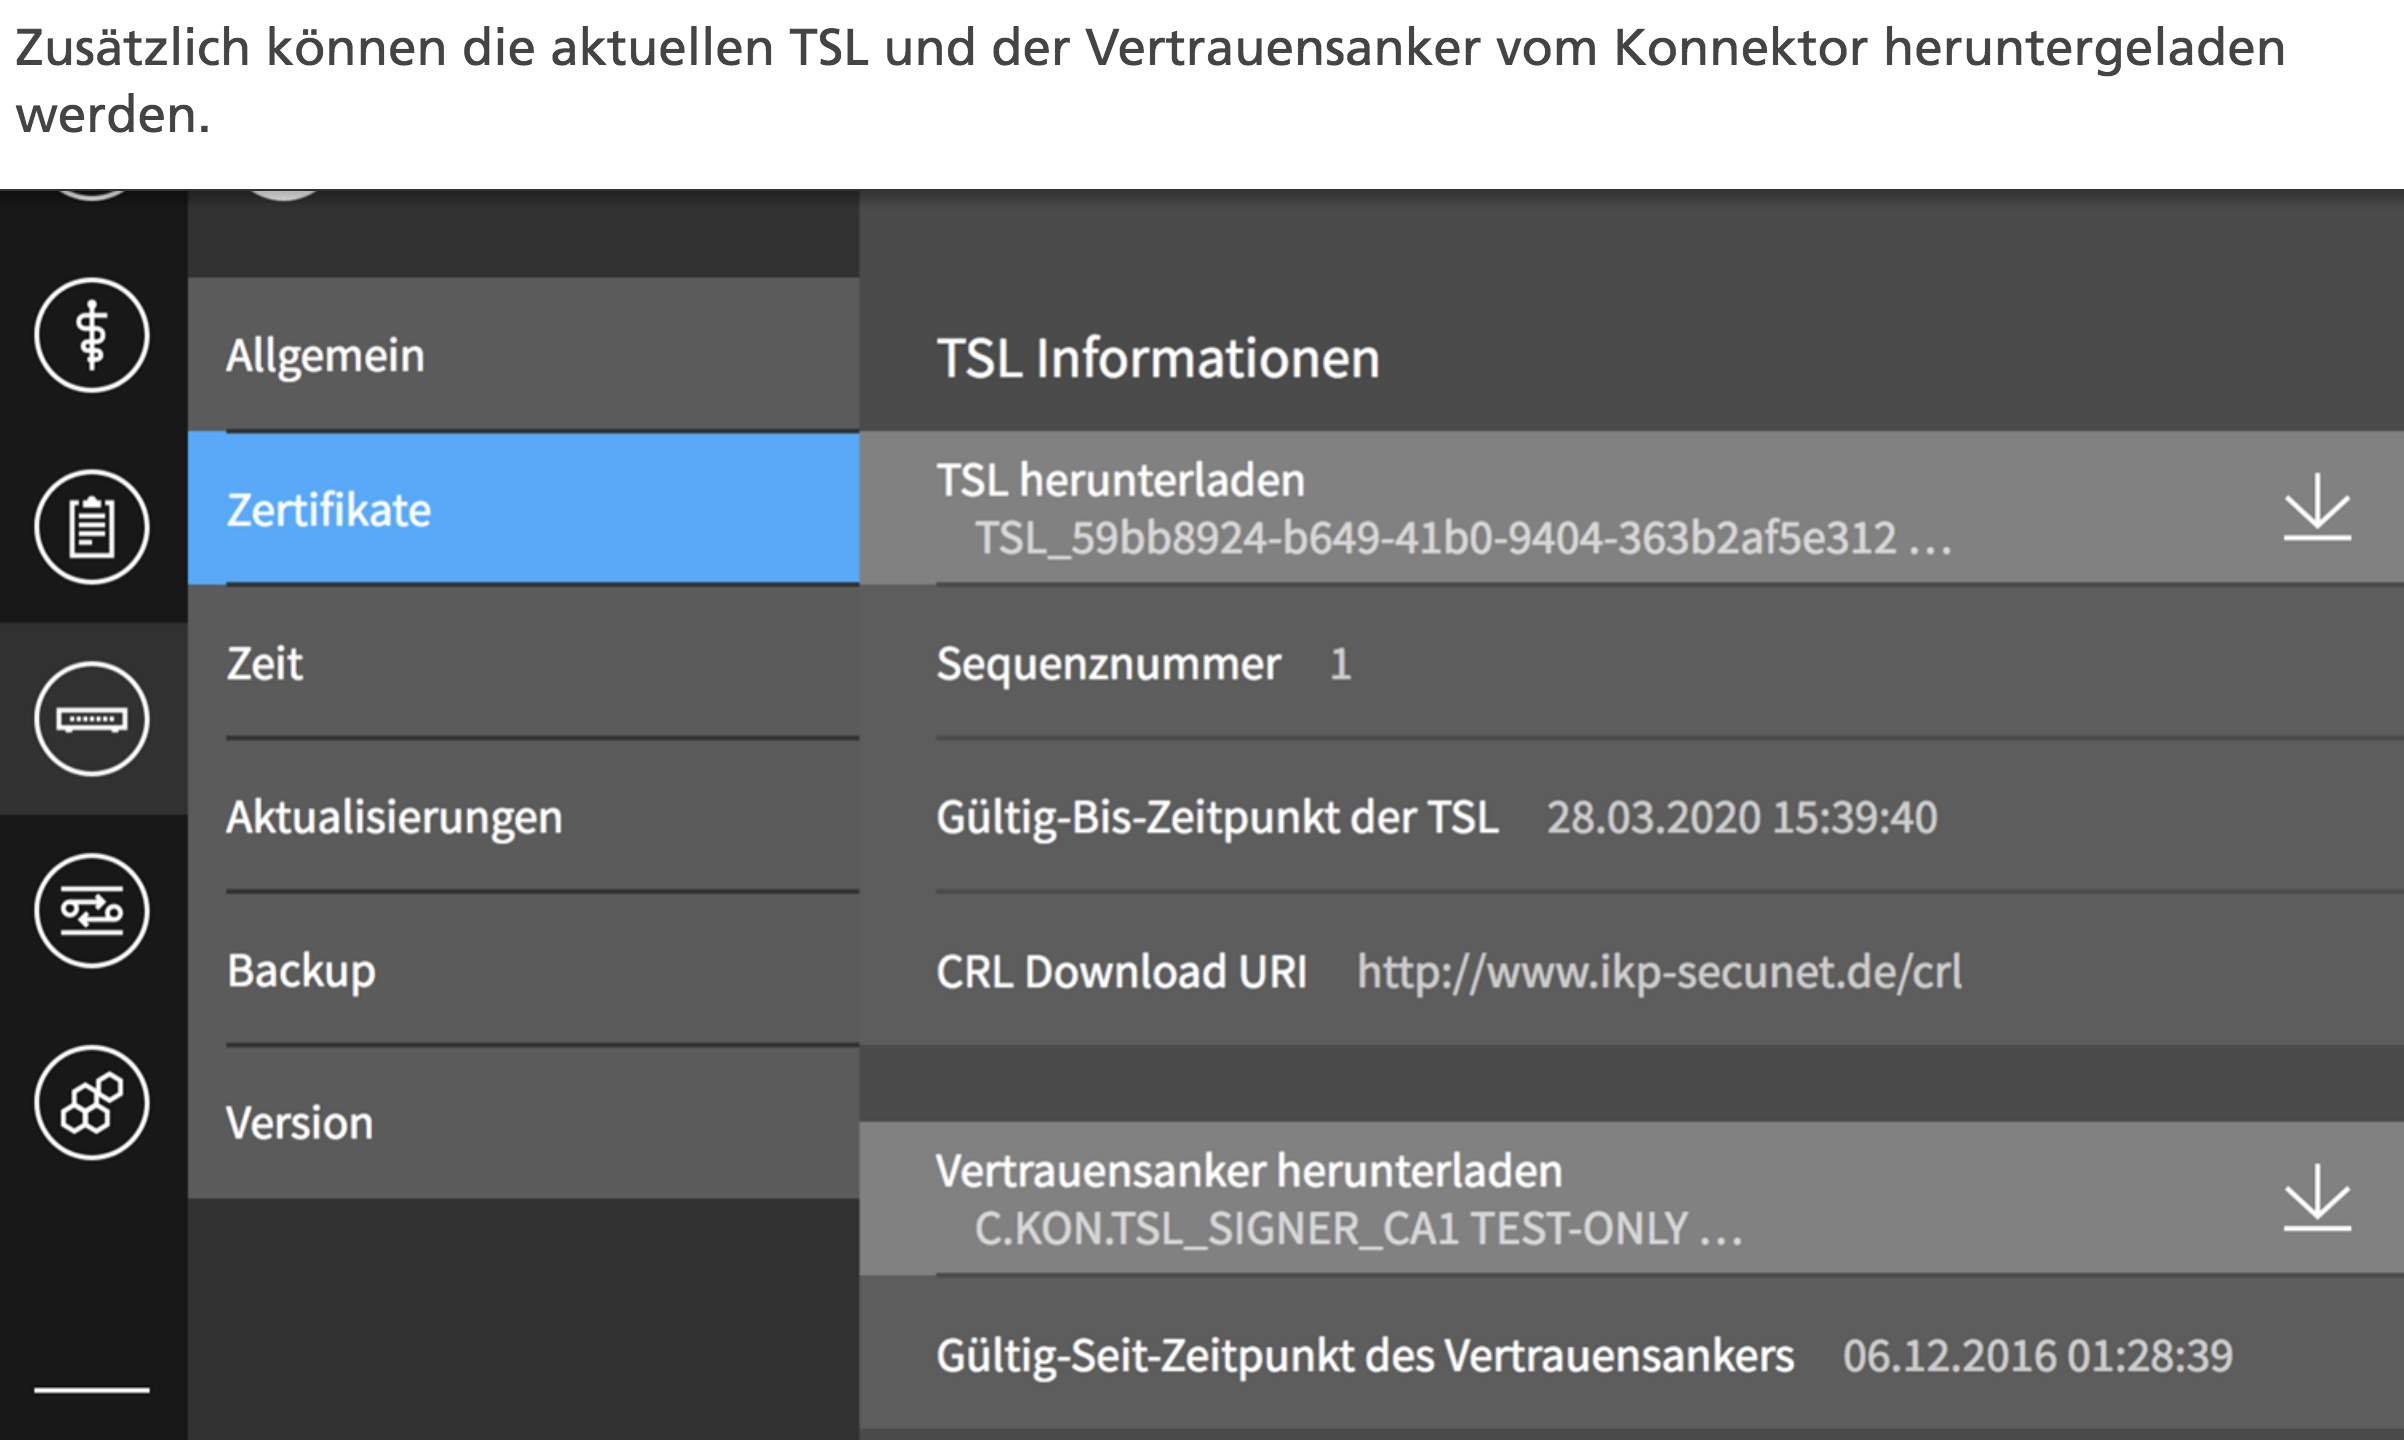 Zusätzlich können die aktuellen TSL und der Vertrauensanker vom Konnektor heruntergeladen
werden.
Allgemein
Zertifikate
Zeit
Aktualisierungen
Backup
Version
TSL Informationen
TSL herunterladen
TSL_59bb8924-b649-41b0-9404-363b2af5e312 ...
Sequenznummer 1
Gültig-Bis-Zeitpunkt der TSL 28.03.2020 15:39:40
CRL Download URI http://www.ikp-secunet.de/crl
Vertrauensanker herunterladen
C.KON.TSL_SIGNER_CA1 TEST-ONLY ...
Gültig-Seit-Zeitpunkt des Vertrauensankers 06.12.2016 01:28:39